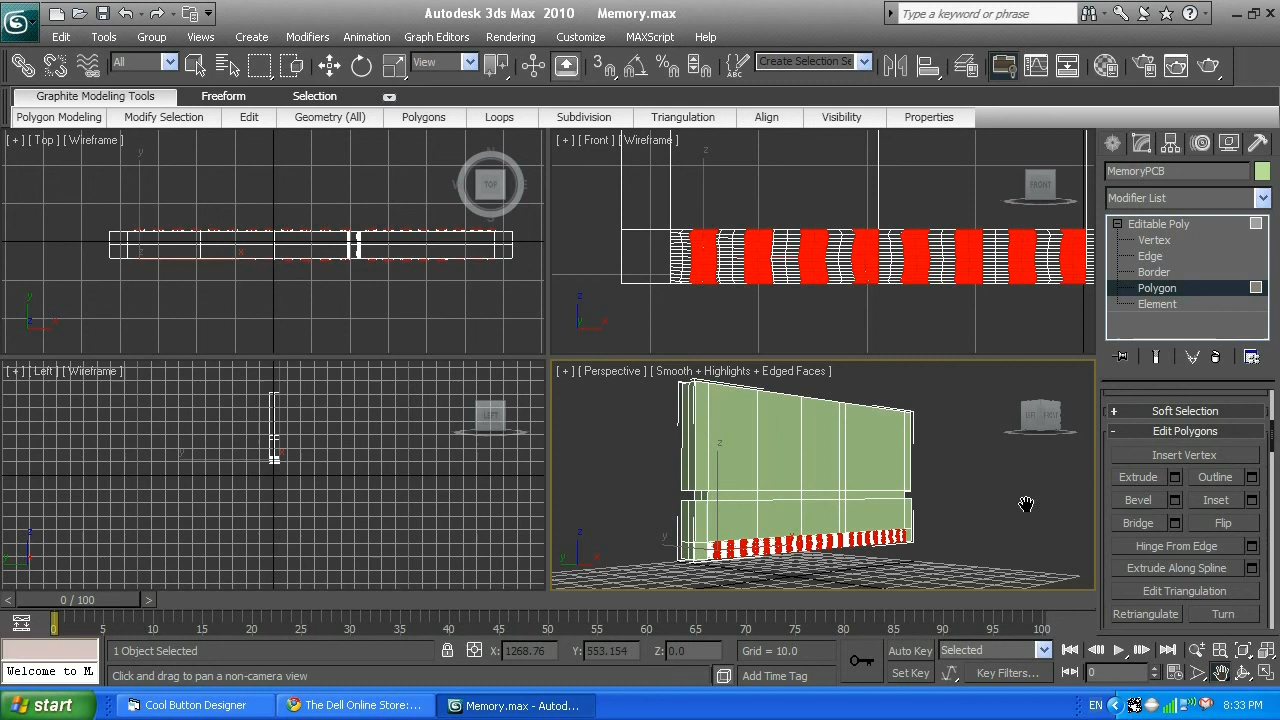 Autodesk 3ds Max 2010 Memory.max
Type a keyword or phrase
Edit Tools Group Views Create Modifiers Animation Graph Editors Rendering Customize MAXScript Help
All View Create Selection Se
Graphite Modeling Tools Freeform Selection
Polygon Modeling Modify Selection Edit Geometry (All) Polygons Loops Subdivision Triangulation Align Visibility Properties
[ + ] [ Top ] [ Wireframe ]
TOP
[ + ] [ Front ] [ Wireframe ]
FRONT
[ + ] [ Left ] [ Wireframe ]
LEFT
[ + ] [ Perspective ] [ Smooth + Highlights + Edged Faces ]
MemoryPCB
Modifier List
Editable Poly
Vertex
Edge
Border
Polygon
Element
+ Soft Selection
- Edit Polygons
Insert Vertex
Extrude Outline
Bevel Inset
Bridge Flip
Hinge From Edge
Extrude Along Spline
Edit Triangulation
Retriangulate Turn
< 0 / 100 >
0 5 10 15 20 25 30 35 40 45 50 55 60 65 70 75 80 85 90 95 100
1 Object Selected X: 1268.76 Y: 553.154 Z: 0.0 Grid = 10.0 Auto Key Selected
Welcome to M Click and drag to pan a non-camera view Add Time Tag Set Key Key Filters... 0
start Cool Button Designer The Dell Online Store:... Memory.max - Autod... EN 8:33 PM